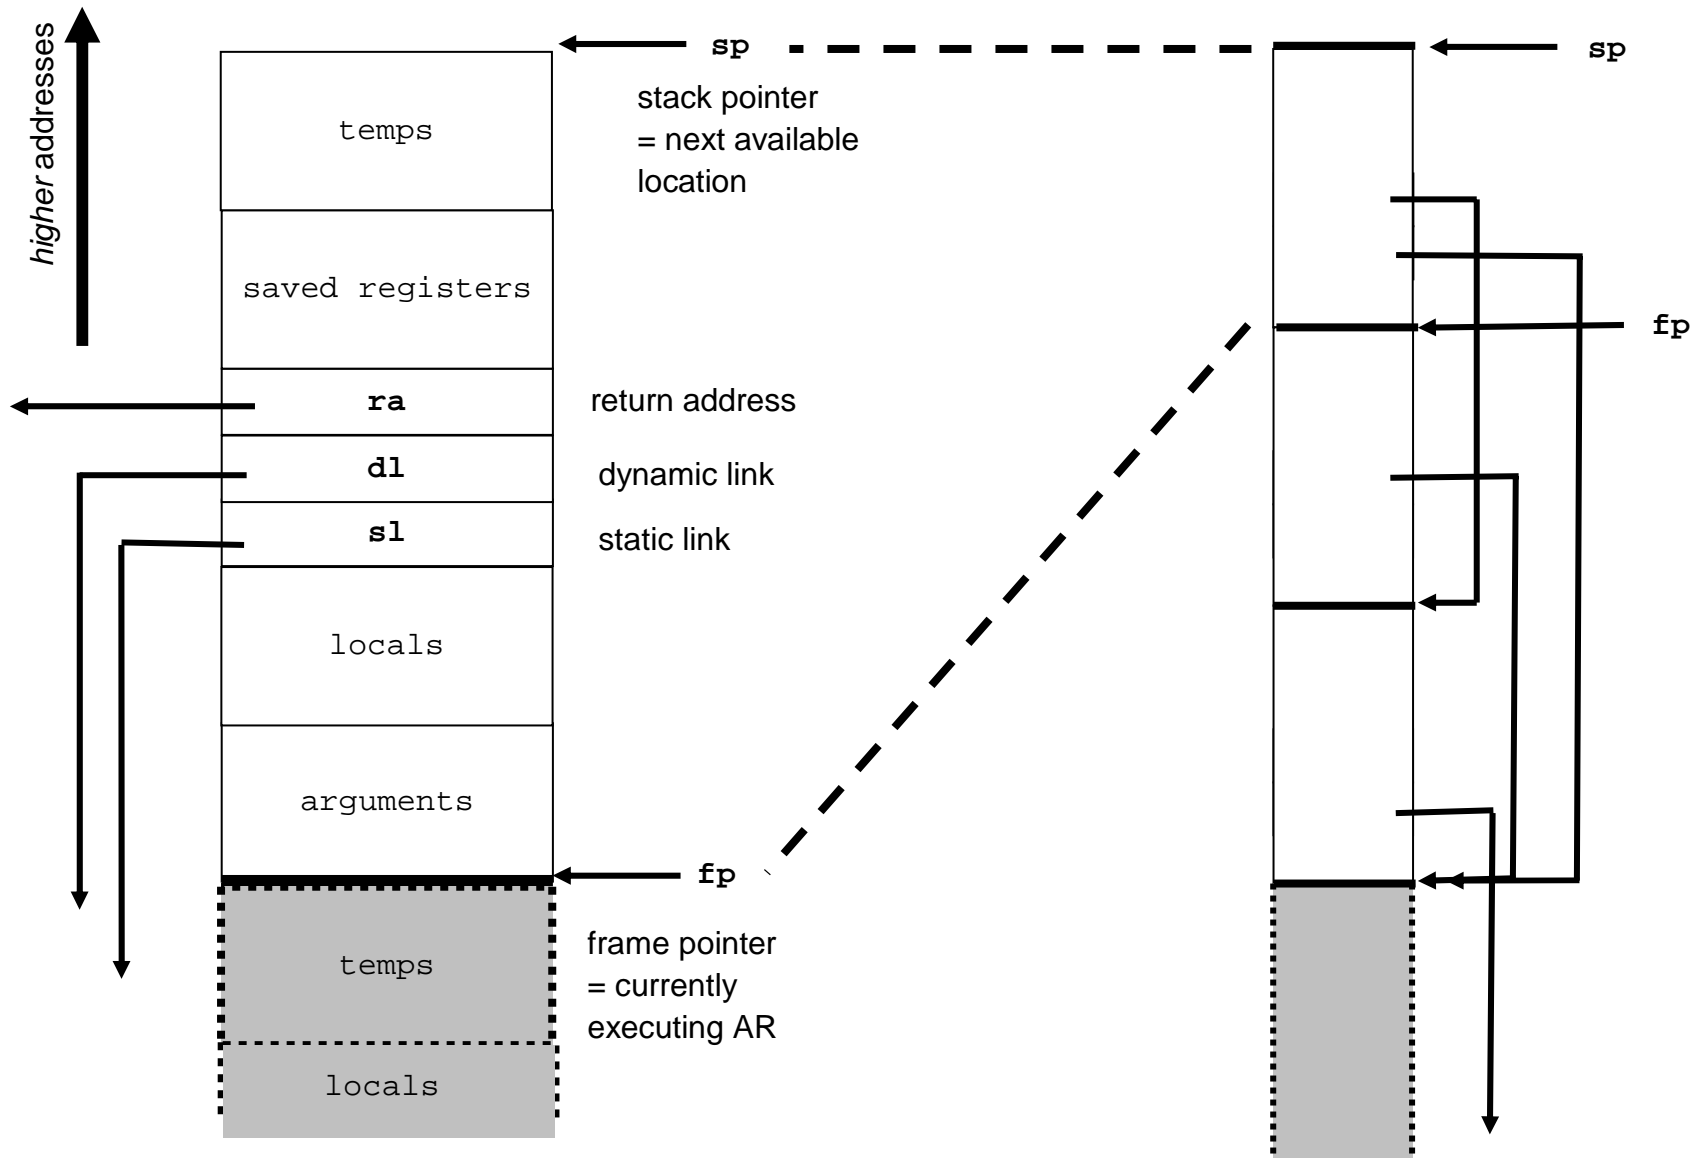 higher addresses
sp
sp
stack pointer
= next available
location
temps
saved registers
fp
ra
return address
dl
dynamic link
sl
static link
locals
arguments
fp
frame pointer
= currently
executing AR
temps
locals